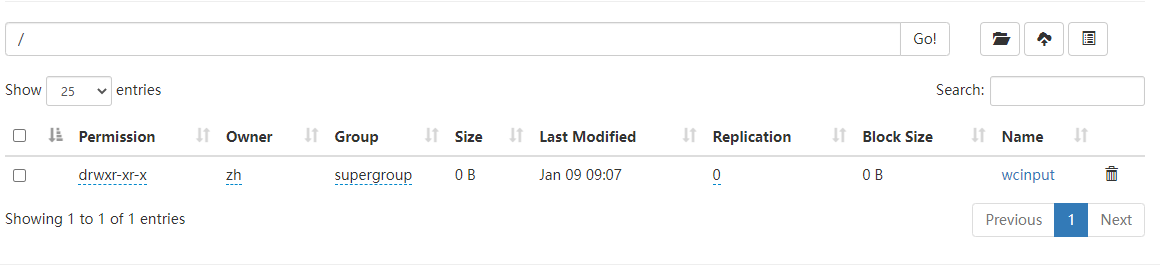 / Go!
Show 25 entries Search:
Permission Owner Group Size Last Modified Replication Block Size Name
drwxr-xr-x zh supergroup 0 B Jan 09 09:07 0 0 B wcinput
Showing 1 to 1 of 1 entries Previous 1 Next